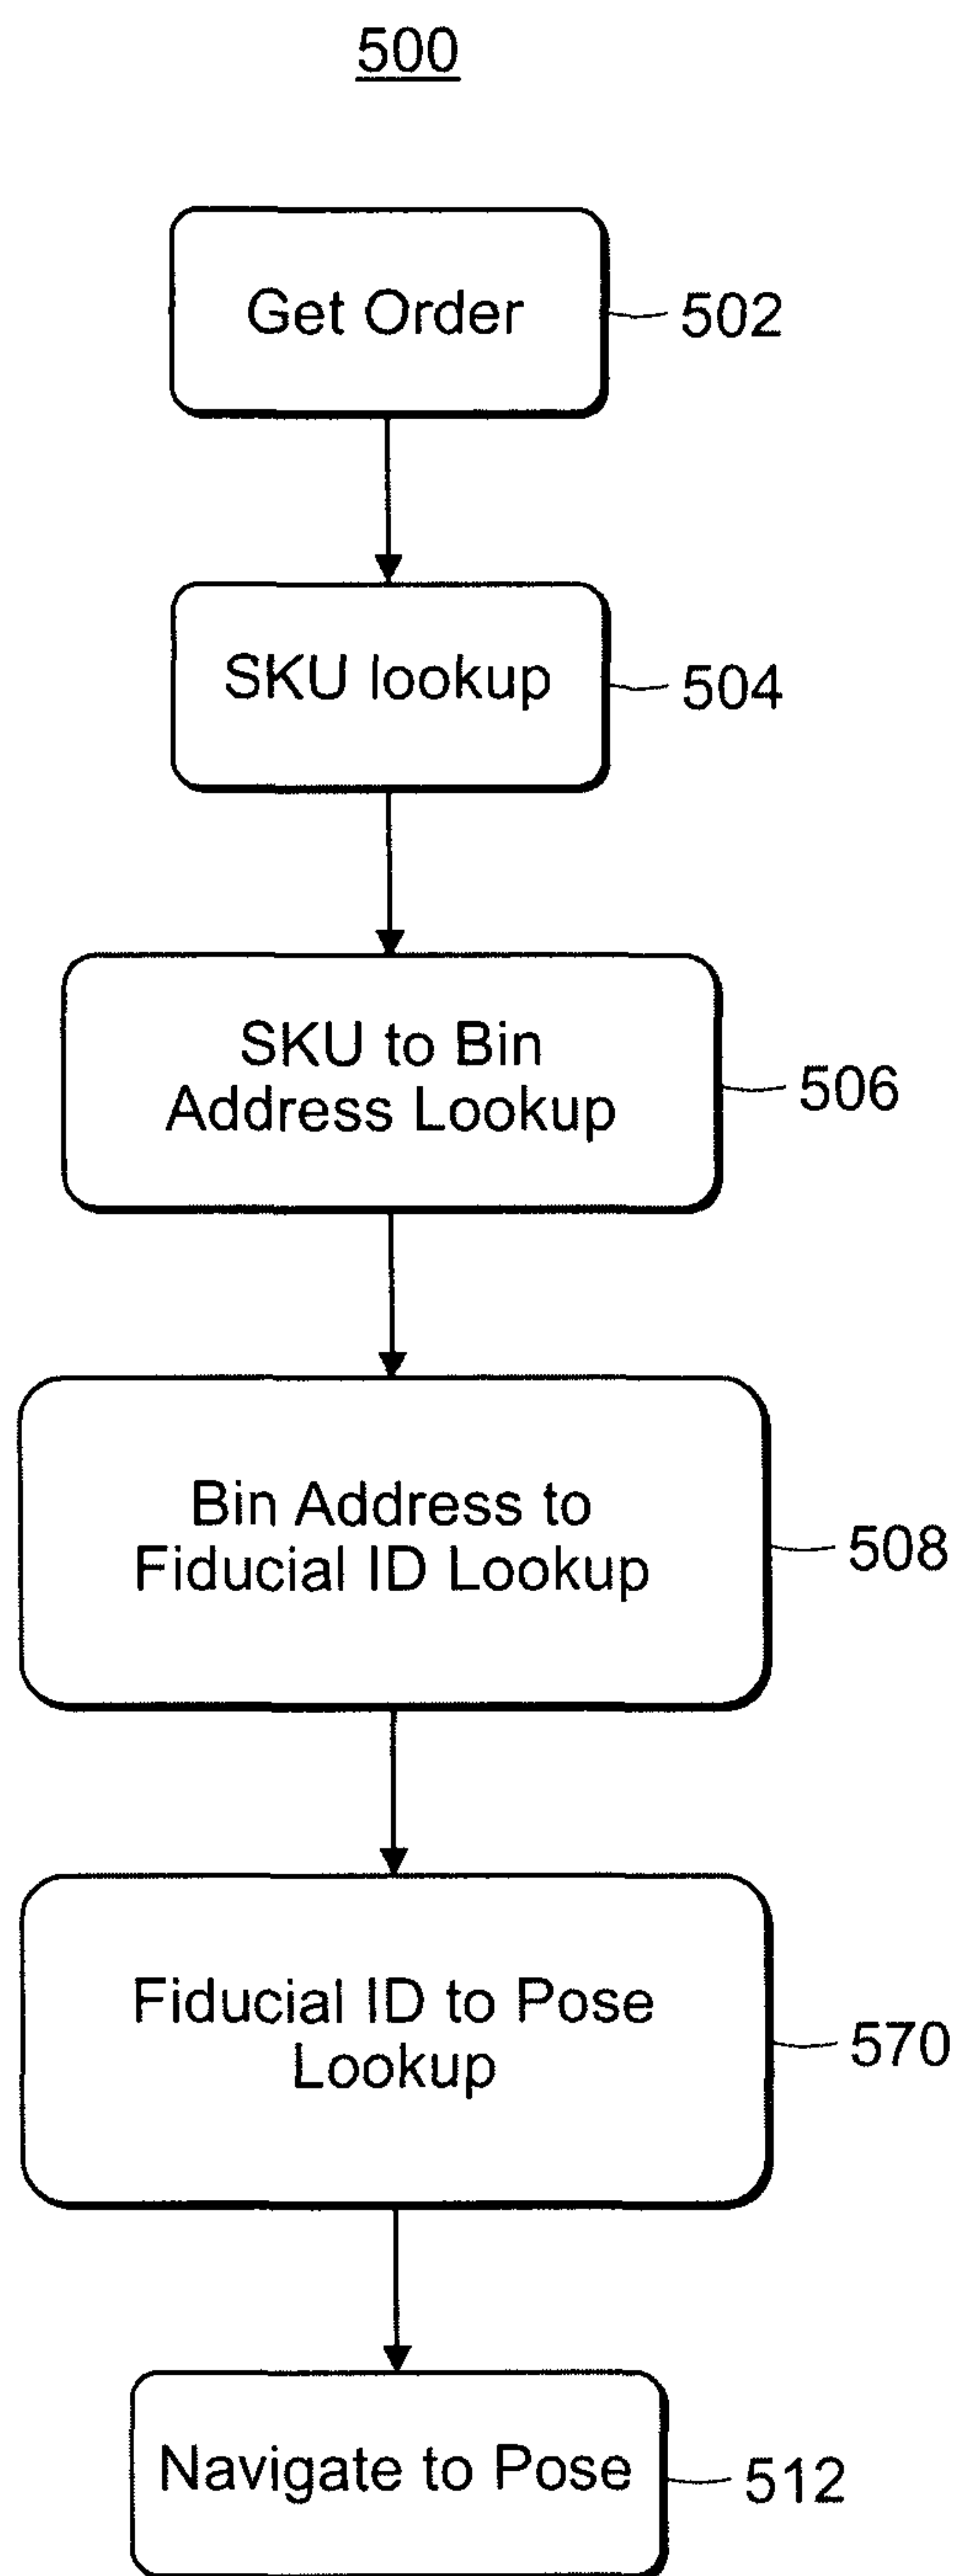 500
Get Order
502
SKU lookup
504
SKU to Bin
Address Lookup
506
Bin Address to
Fiducial ID Lookup
508
Fiducial ID to Pose
Lookup
570
Navigate to Pose
512